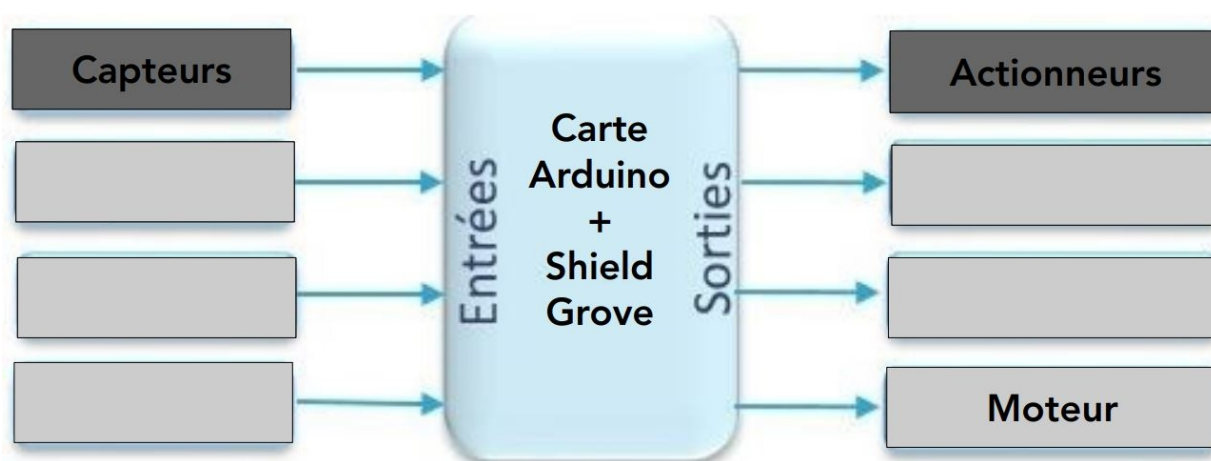 Capteurs
Actionneurs
Entrées
Carte
Arduino
+
Shield
Grove
Sorties
Moteur